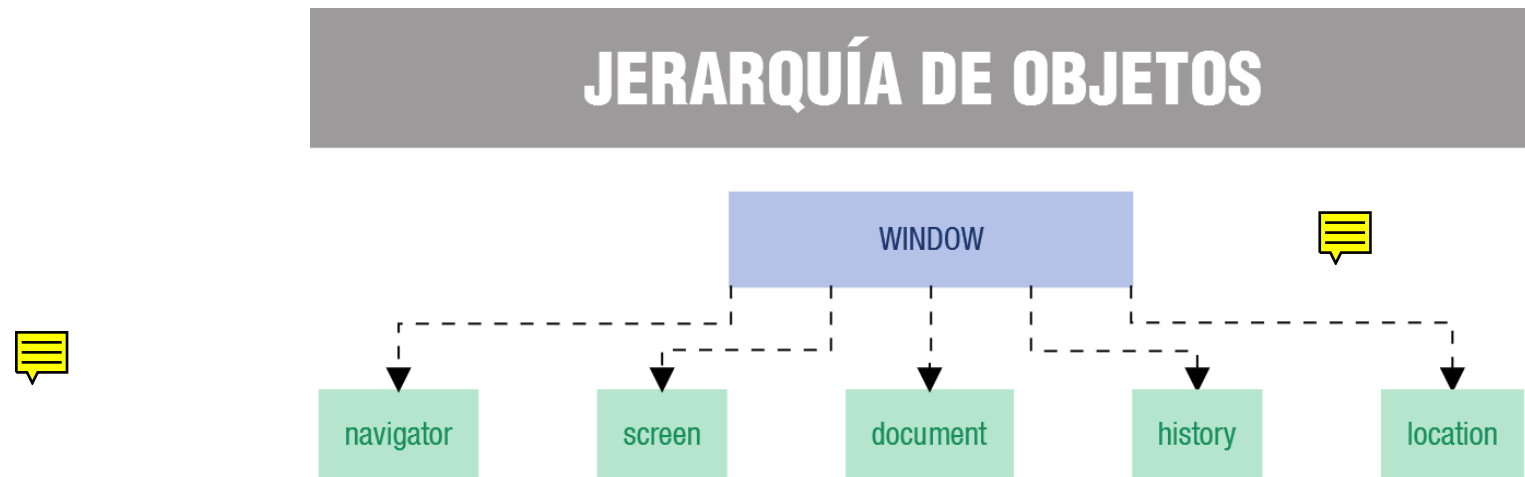 JERARQUÍA DE OBJETOS
WINDOW
navigator
screen
document
history
location